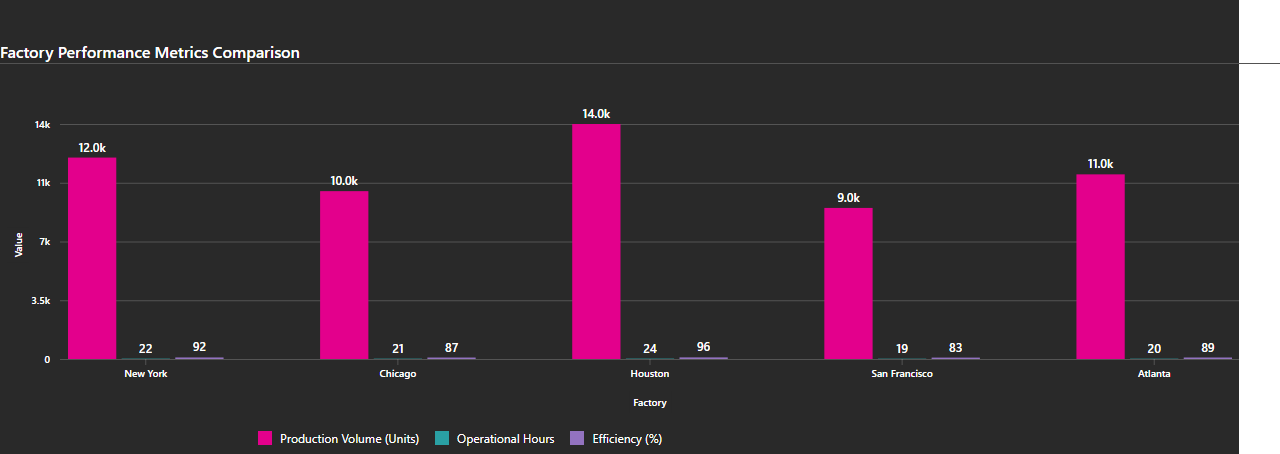 Factory Performance Metrics Comparison
14k
11k
7k
3.5k
0
Value
12.0k
22
92
10.0k
21
87
14.0k
24
96
9.0k
19
83
11.0k
20
89
New York
Chicago
Houston
San Francisco
Atlanta
Factory
Production Volume (Units)
Operational Hours
Efficiency (%)